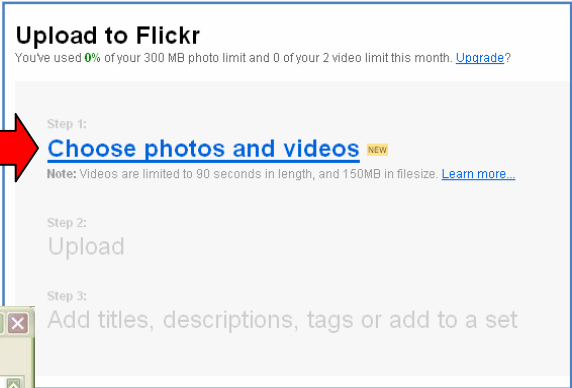 Upload to Flickr
You've used 0% of your 300 MB photo limit and 0 of your 2 video limit this month. Upgrade?
Step 1:
Choose photos and videos NEW
Note: Videos are limited to 90 seconds in length, and 150MB in filesize. Learn more...
Step 2:
Upload
Step 3:
Add titles, descriptions, tags or add to a set